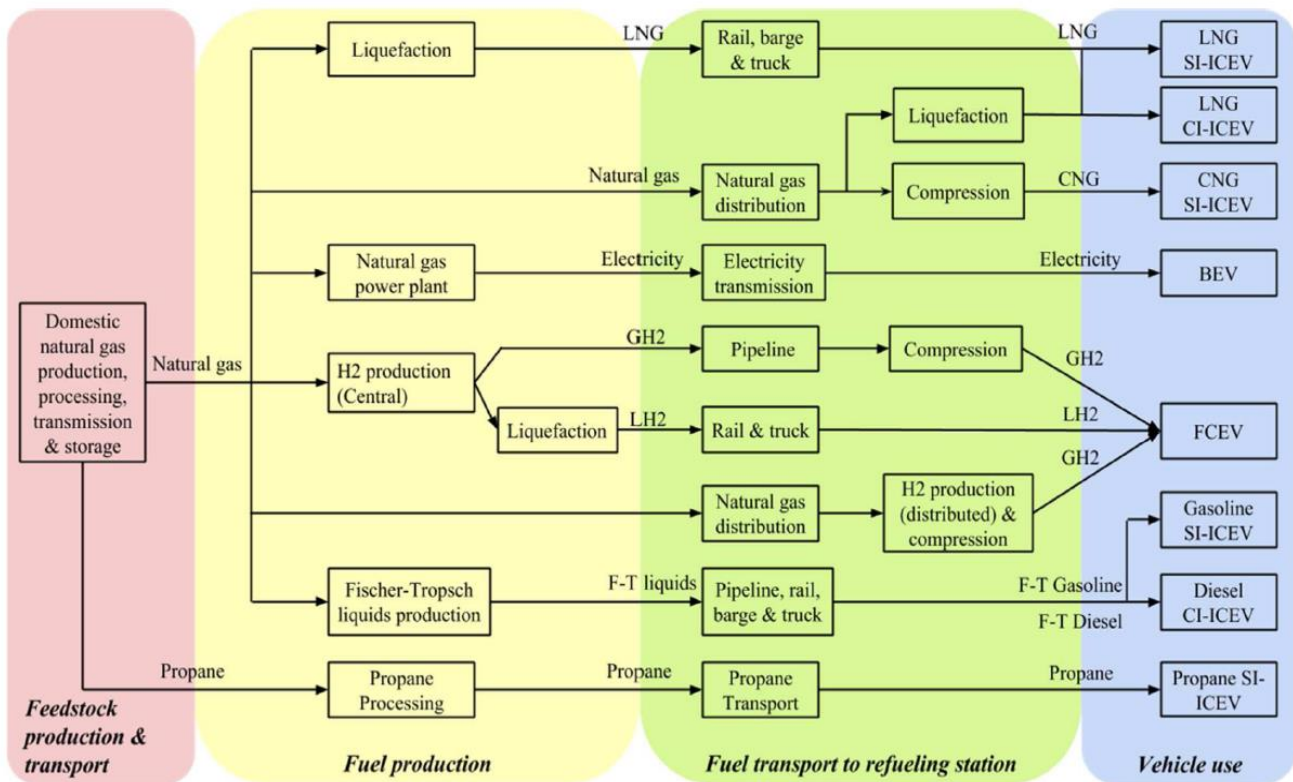 Liquefaction
LNG
Rail, barge
& truck
LNG
LNG
SI-ICEV
Liquefaction
LNG
CI-ICEV
Natural gas
Natural gas
distribution
Compression
CNG
CNG
SI-ICEV
Natural gas
power plant
Electricity
Electricity
transmission
Electricity
BEV
Domestic
natural gas
production,
processing,
transmission
& storage
Natural gas
H2 production
(Central)
GH2
Pipeline
Compression
GH2
Liquefaction
LH2
Rail & truck
LH2
FCEV
GH2
Natural gas
distribution
H2 production
(distributed) &
compression
Gasoline
SI-ICEV
Fischer-Tropsch
liquids production
F-T liquids
Pipeline, rail,
barge & truck
F-T Gasoline
F-T Diesel
Diesel
CI-ICEV
Propane
Propane
Processing
Propane
Propane
Transport
Propane
Propane SI-
ICEV
Feedstock
production &
transport
Fuel production
Fuel transport to refueling station
Vehicle use